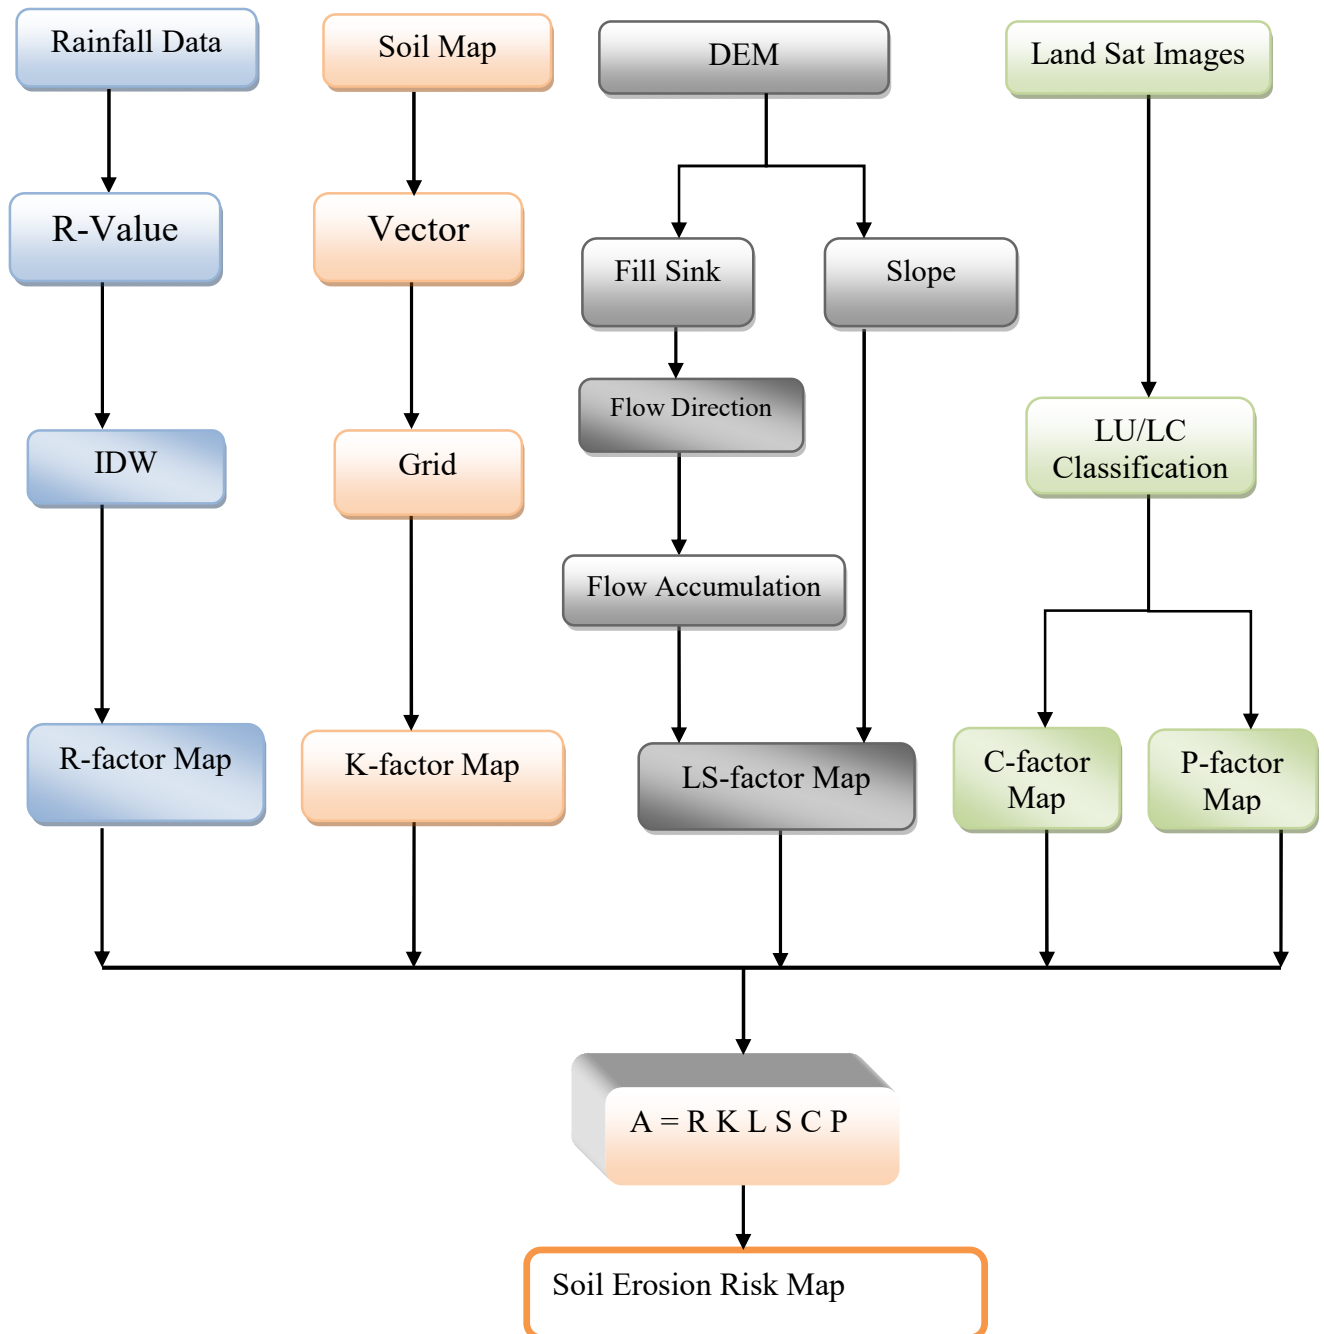 Rainfall Data
Soil Map
DEM
Land Sat Images
R-Value
Vector
Fill Sink
Slope
Flow Direction
IDW
Grid
LU/LC
Classification
Flow Accumulation
R-factor Map
K-factor Map
LS-factor Map
C-factor
Map
P-factor
Map
A = R K L S C P
Soil Erosion Risk Map